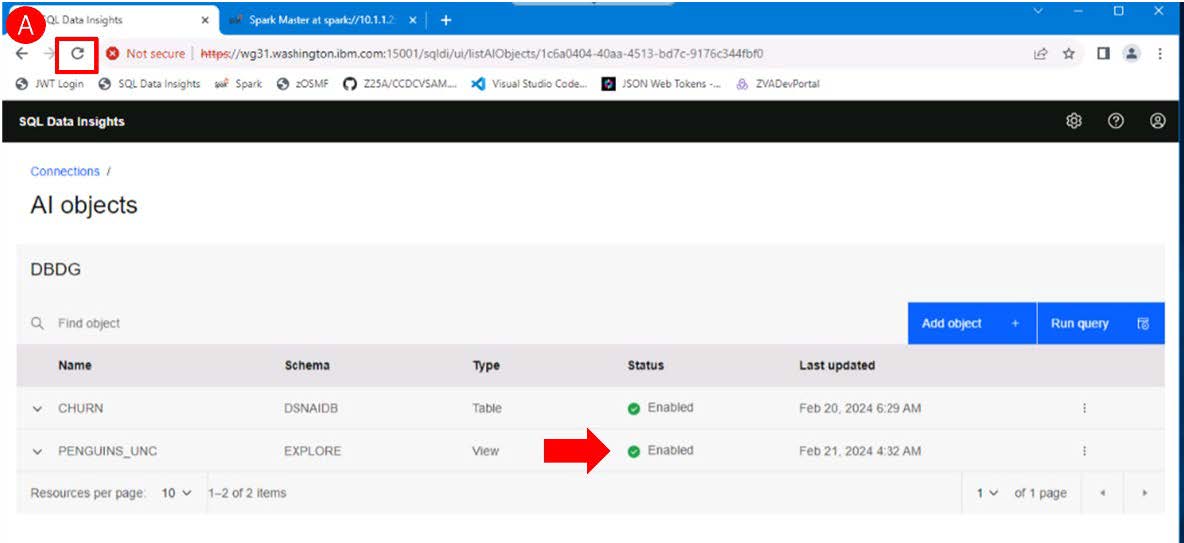 A
SQL Data Insights
Spark Master at spark://10.1.1.2:
Not secure https://wg31.washington.ibm.com:15001/sqldi/ui/listAIObjects/1c6a0404-40aa-4513-bd7c-9176c344fbf0
JWT Login SQL Data Insights Spark zOSMF Z25A/CCDCVSAM.... Visual Studio Code... JSON Web Tokens -... ZVADevPortal
SQL Data Insights
Connections /
AI objects
DBDG
Find object Add object + Run query
Name Schema Type Status Last updated
CHURN DSNAIDB Table Enabled Feb 20, 2024 6:29 AM
PENGUINS_UNC EXPLORE View Enabled Feb 21, 2024 4:32 AM
Resources per page: 10 1–2 of 2 items 1 of 1 page